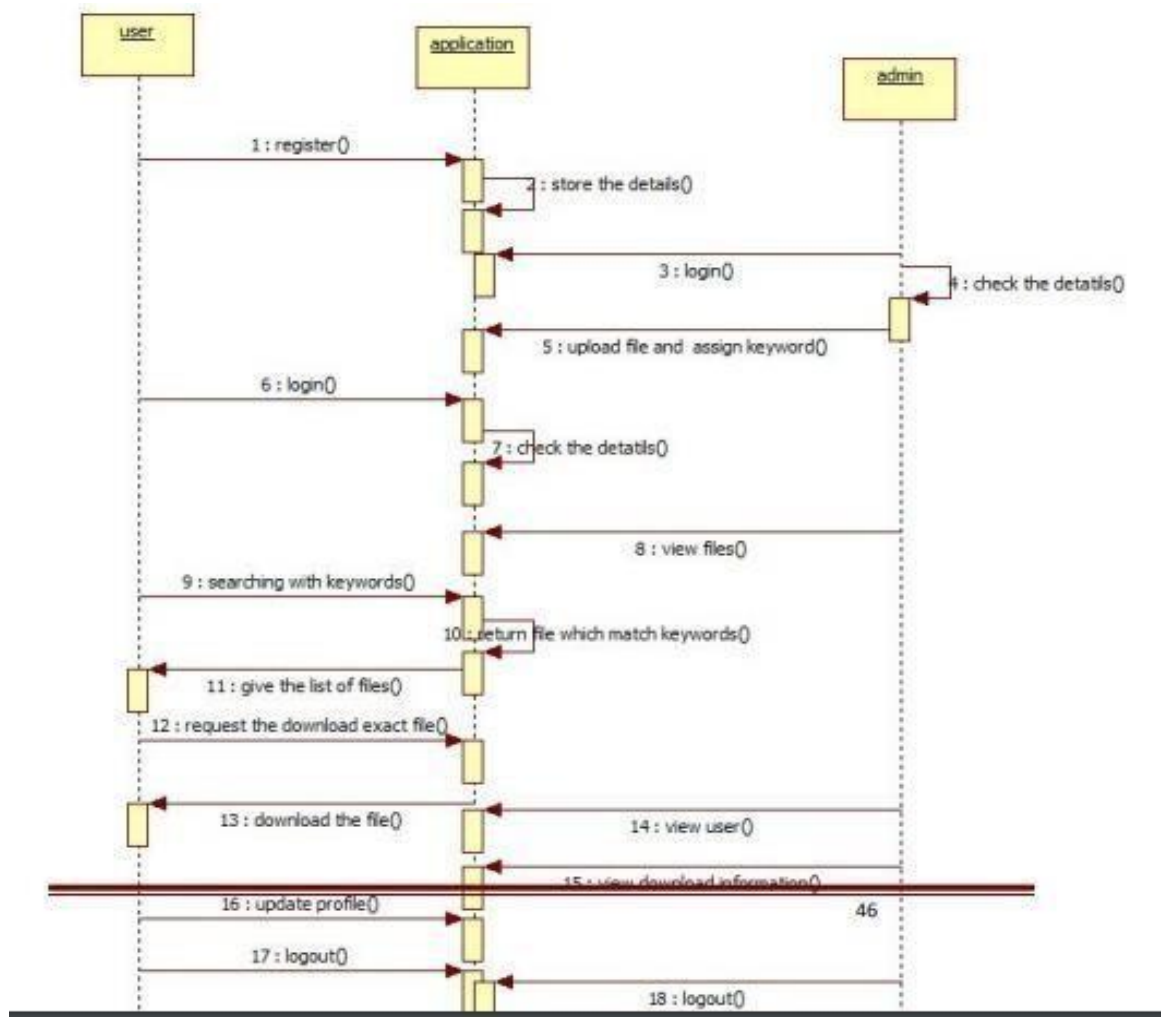 user
application
admin
1 : register()
2 : store the details()
3 : login()
4 : check the detatils()
5 : upload file and assign keyword()
6 : login()
7 : check the detatils()
8 : view files()
9 : searching with keywords()
10 : return file which match keywords()
11 : give the list of files()
12 : request the download exact file()
13 : download the file()
14 : view user()
15 : view download information()
46
16 : update profile()
17 : logout()
18 : logout()